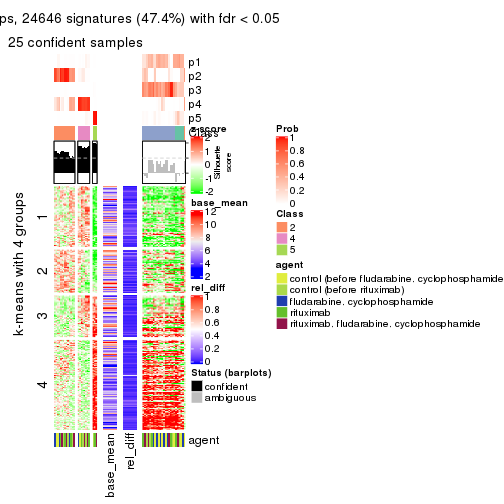 ps, 24646 signatures (47.4%) with fdr < 0.05
25 confident samples
p1
p2
p3
p4
p5
Class
z-score
2
1
0
-1
-2
Silhouette
score
base_mean
12
10
8
6
4
2
rel_diff
1
0.8
0.6
0.4
0.2
0
Status (barplots)
confident
ambiguous
Prob
1
0.8
0.6
0.4
0.2
0
Class
2
4
5
agent
control (before fludarabine. cyclophosphamide
control (before rituximab)
fludarabine. cyclophosphamide
rituximab
rituximab. fludarabine. cyclophosphamide
k-means with 4 groups
1
2
3
4
base_mean
rel_diff
agent